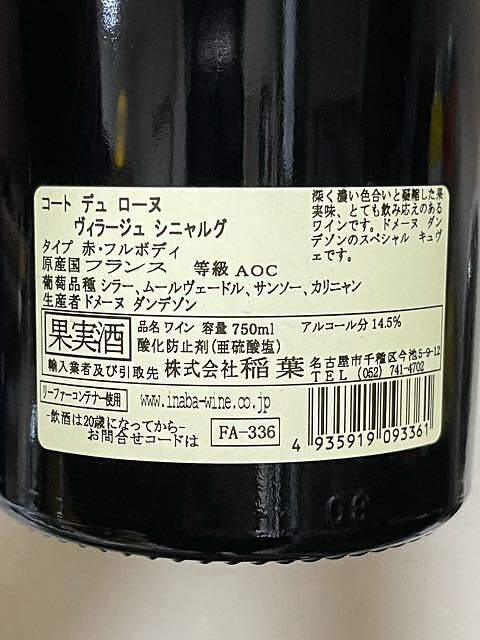 コート デュ ローヌ
ヴィラージュ シニャルグ
タイプ 赤・フルボディ
原産国 フランス 等級 AOC
深く濃い色合いと凝縮した果
実味、とても飲み応えのある
ワインです。ドメーヌ ダン
デゾンのスペシャル キュヴ
ェです。
葡萄品種 シラー、ムールヴェードル、サンソー、カリニャン
生産者 ドメーヌ ダンデゾン
果実酒
品名 ワイン 容量 750ml アルコール分 14.5%
酸化防止剤(亜硫酸塩)
輸入業者及び引取先 株式会社 稲葉
名古屋市千種区今池5-9-12
TEL (052) 741-4702
リーファーコンテナー使用
www.inaba-wine.co.jp
-飲酒は20歳になってから-
お問合せコードは FA-336
4 935919 093361